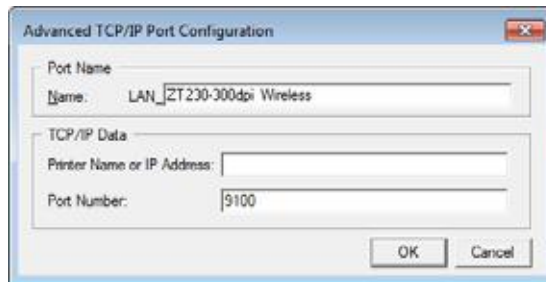 Advanced TCP/IP Port Configuration
Port Name
Name: LAN_ZT230-300dpi Wireless
TCP/IP Data
Printer Name or IP Address:
Port Number: 9100
OK Cancel